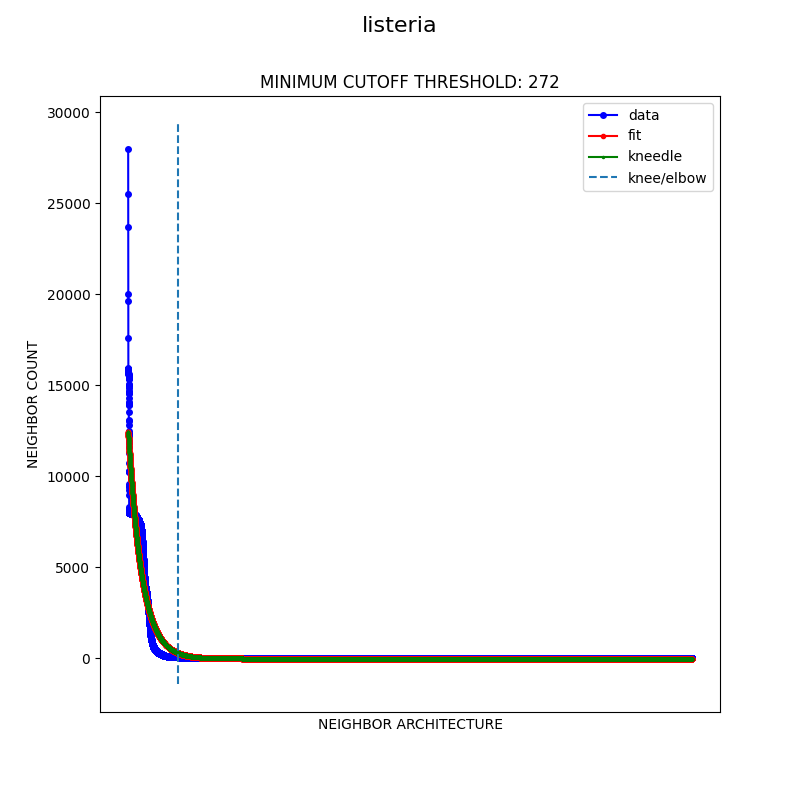 listeria
MINIMUM CUTOFF THRESHOLD: 272
30000
25000
20000
15000
10000
5000
0
NEIGHBOR COUNT
NEIGHBOR ARCHITECTURE
data
fit
kneedle
knee/elbow